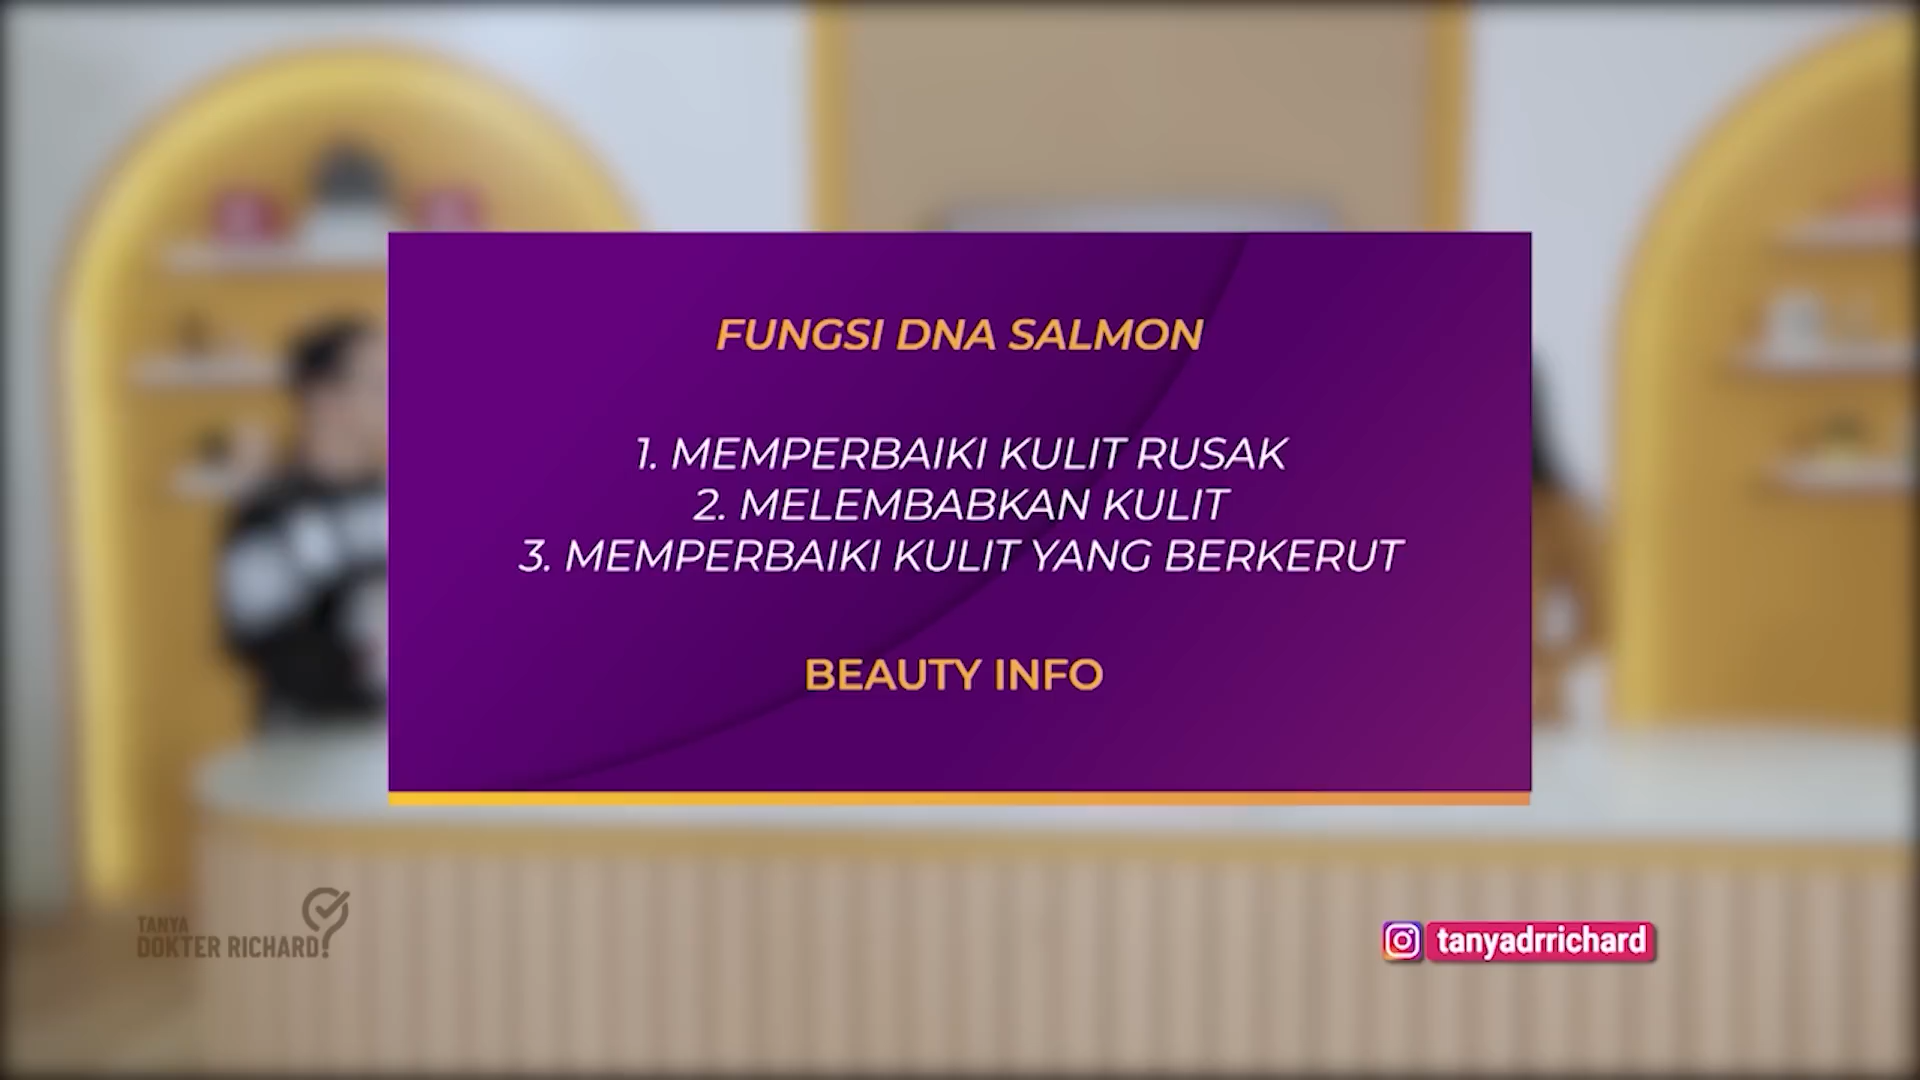 FUNGSI DNA SALMON
1. MEMPERBAIKI KULIT RUSAK
2. MELEMBABKAN KULIT
3. MEMPERBAIKI KULIT YANG BERKERUT
BEAUTY INFO
TANYA
DOKTER RICHARD?
tanyadrrichard